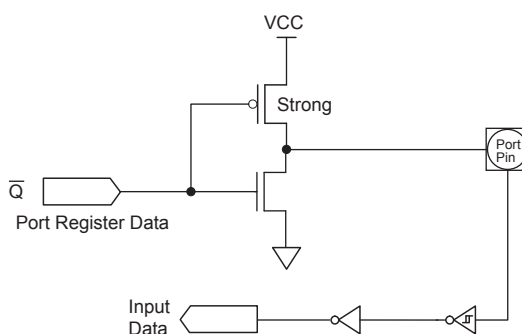 VCC
Strong
Port
Pin
Q̅
Port Register Data
Input
Data